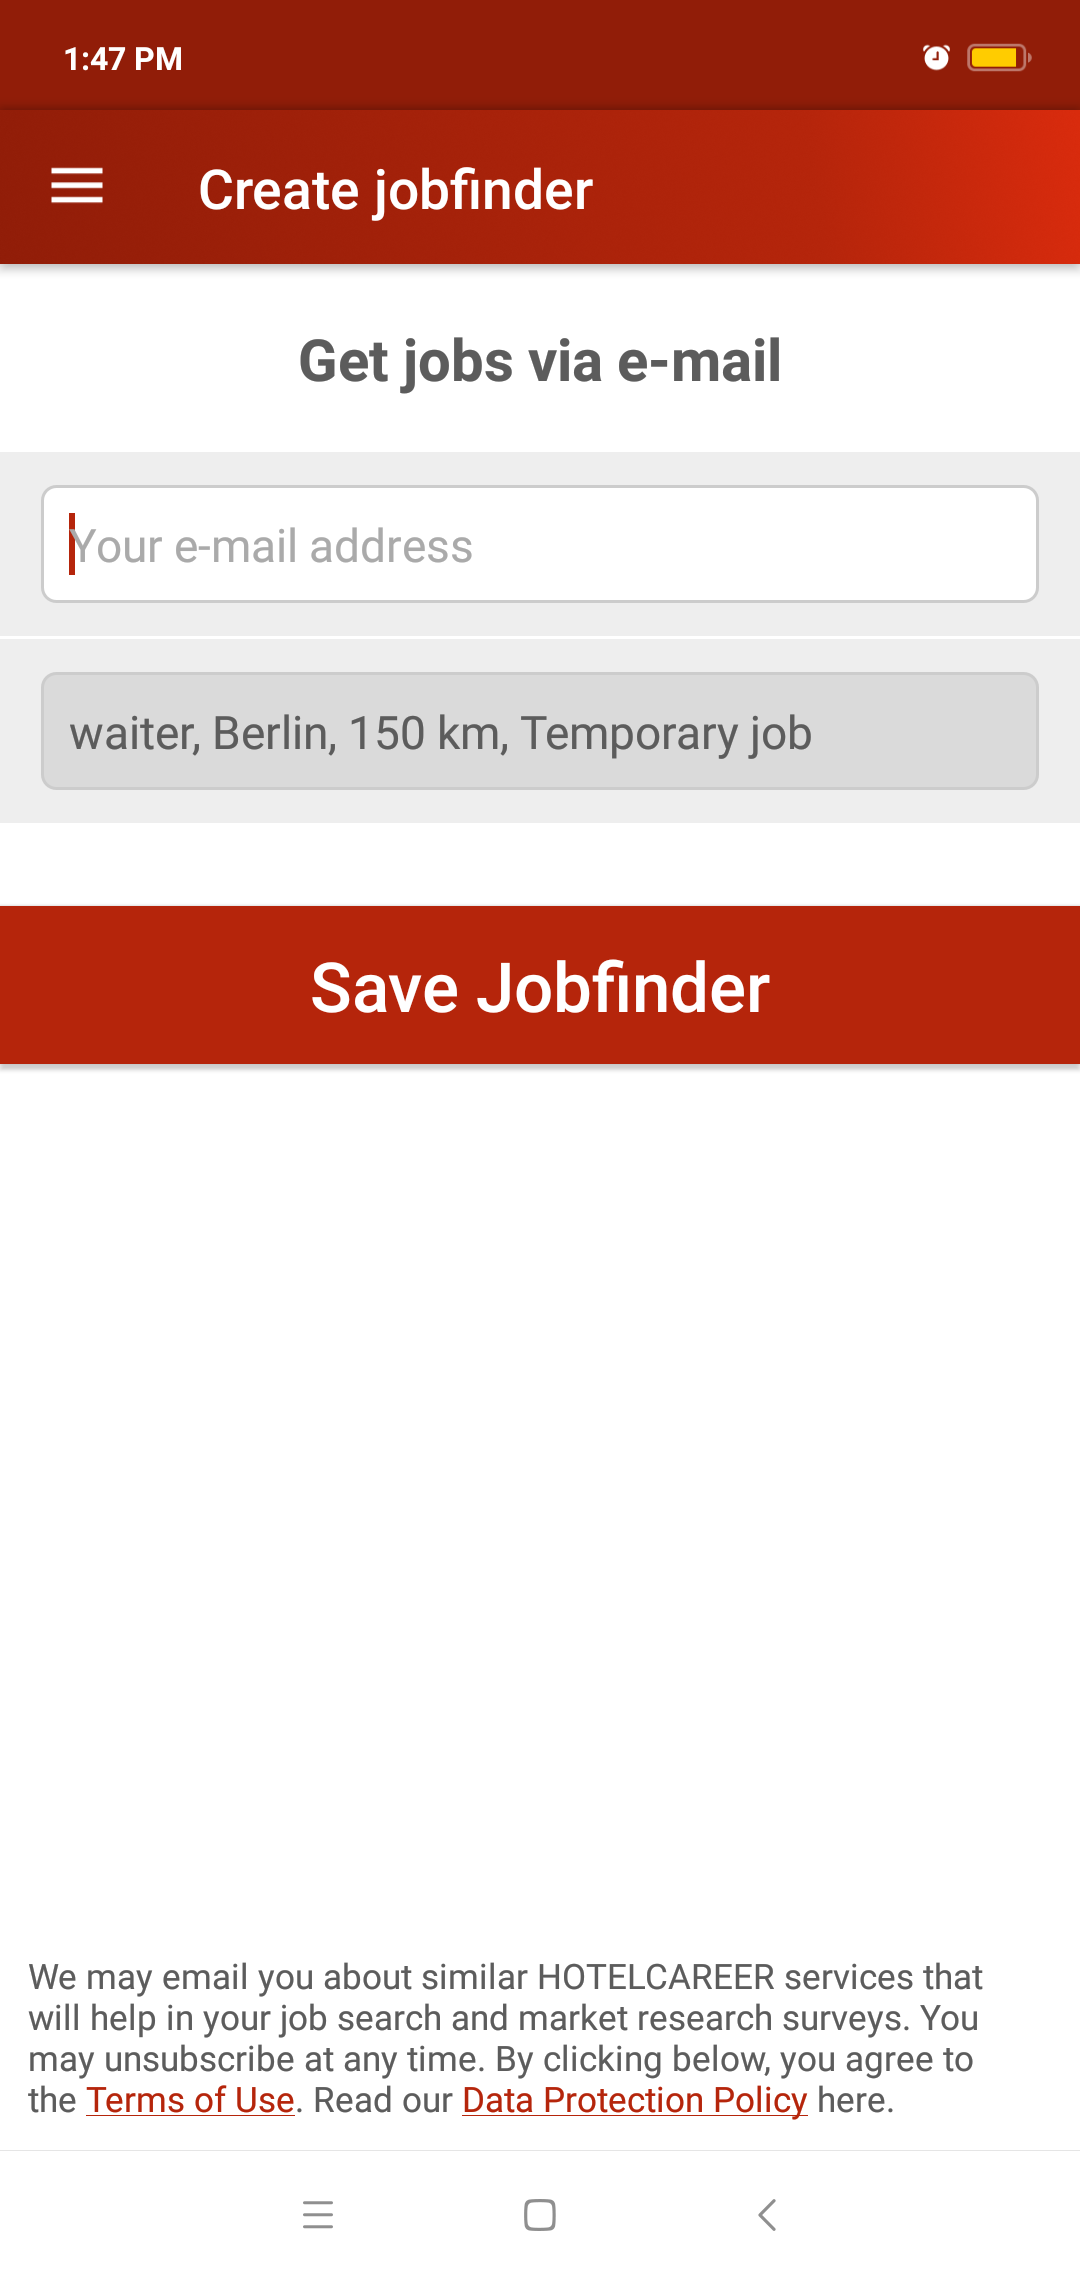 1:47 PM
Create jobfinder
Get jobs via e-mail
Your e-mail address
waiter, Berlin, 150 km, Temporary job
Save Jobfinder
We may email you about similar HOTELCAREER services that
will help in your job search and market research surveys. You
may unsubscribe at any time. By clicking below, you agree to
the Terms of Use. Read our Data Protection Policy here.